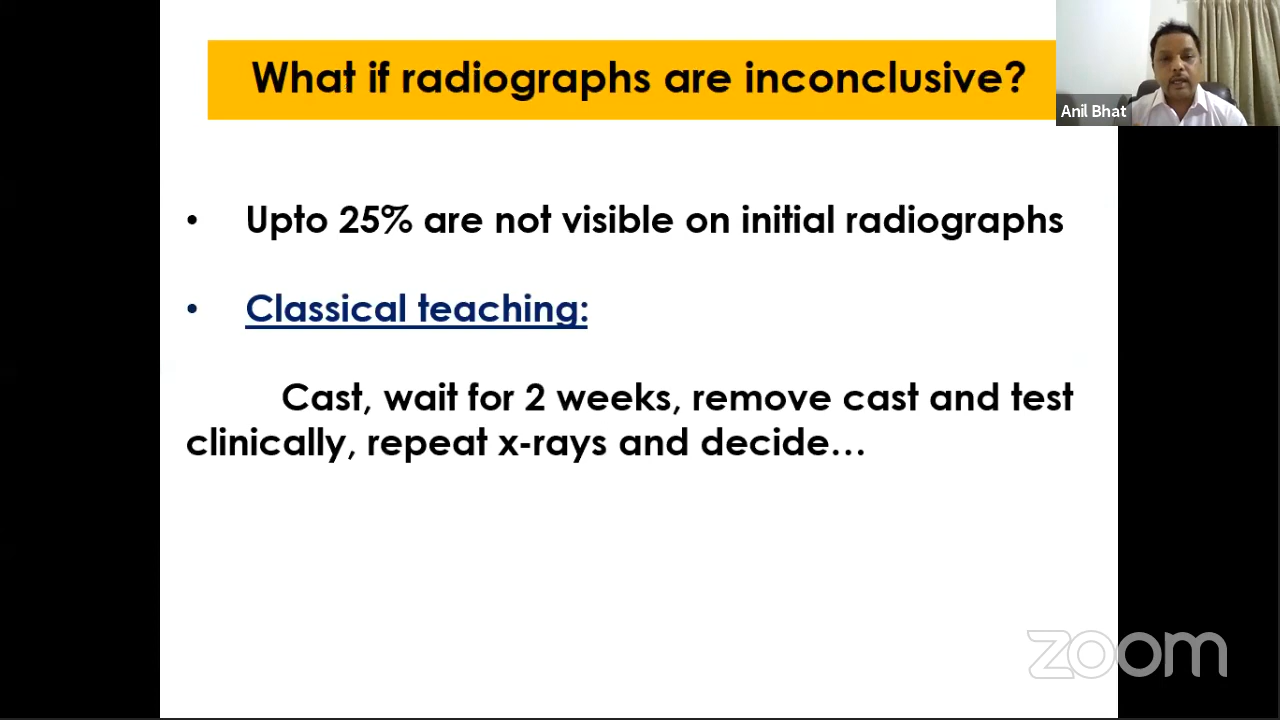 What if radiographs are inconclusive?
Anil Bhat
• Upto 25% are not visible on initial radiographs
• Classical teaching:
Cast, wait for 2 weeks, remove cast and test
clinically, repeat x-rays and decide...
zoom